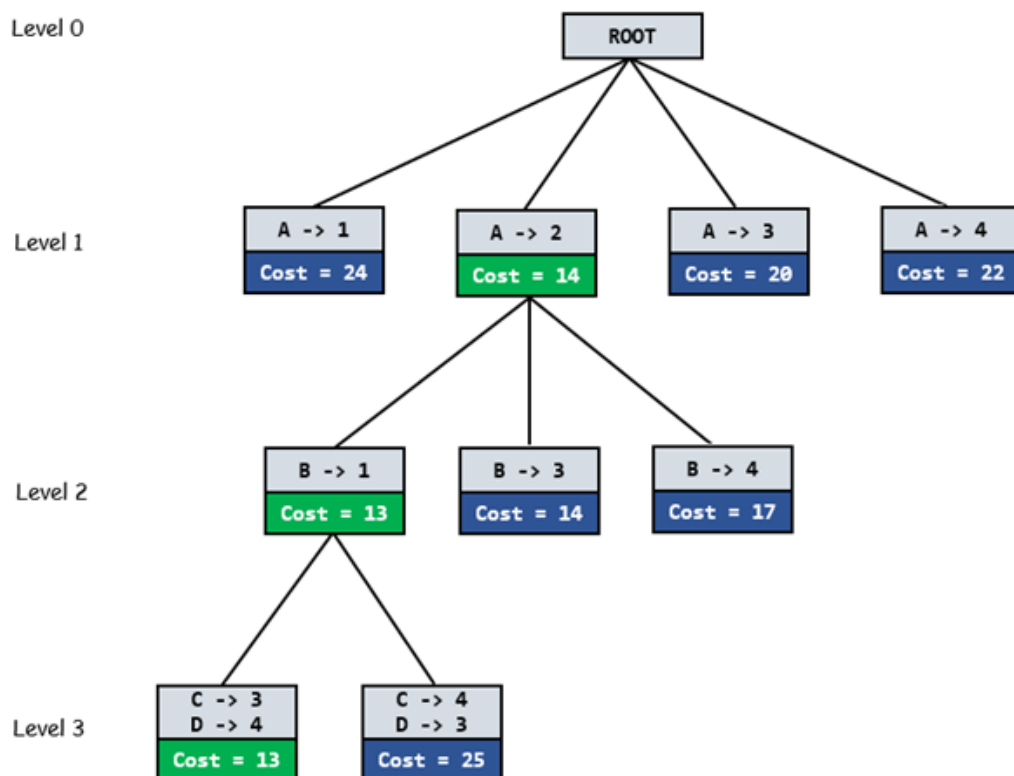 Level 0
ROOT
Level 1
A -> 1
Cost = 24
A -> 2
Cost = 14
A -> 3
Cost = 20
A -> 4
Cost = 22
Level 2
B -> 1
Cost = 13
B -> 3
Cost = 14
B -> 4
Cost = 17
Level 3
C -> 3
D -> 4
Cost = 13
C -> 4
D -> 3
Cost = 25